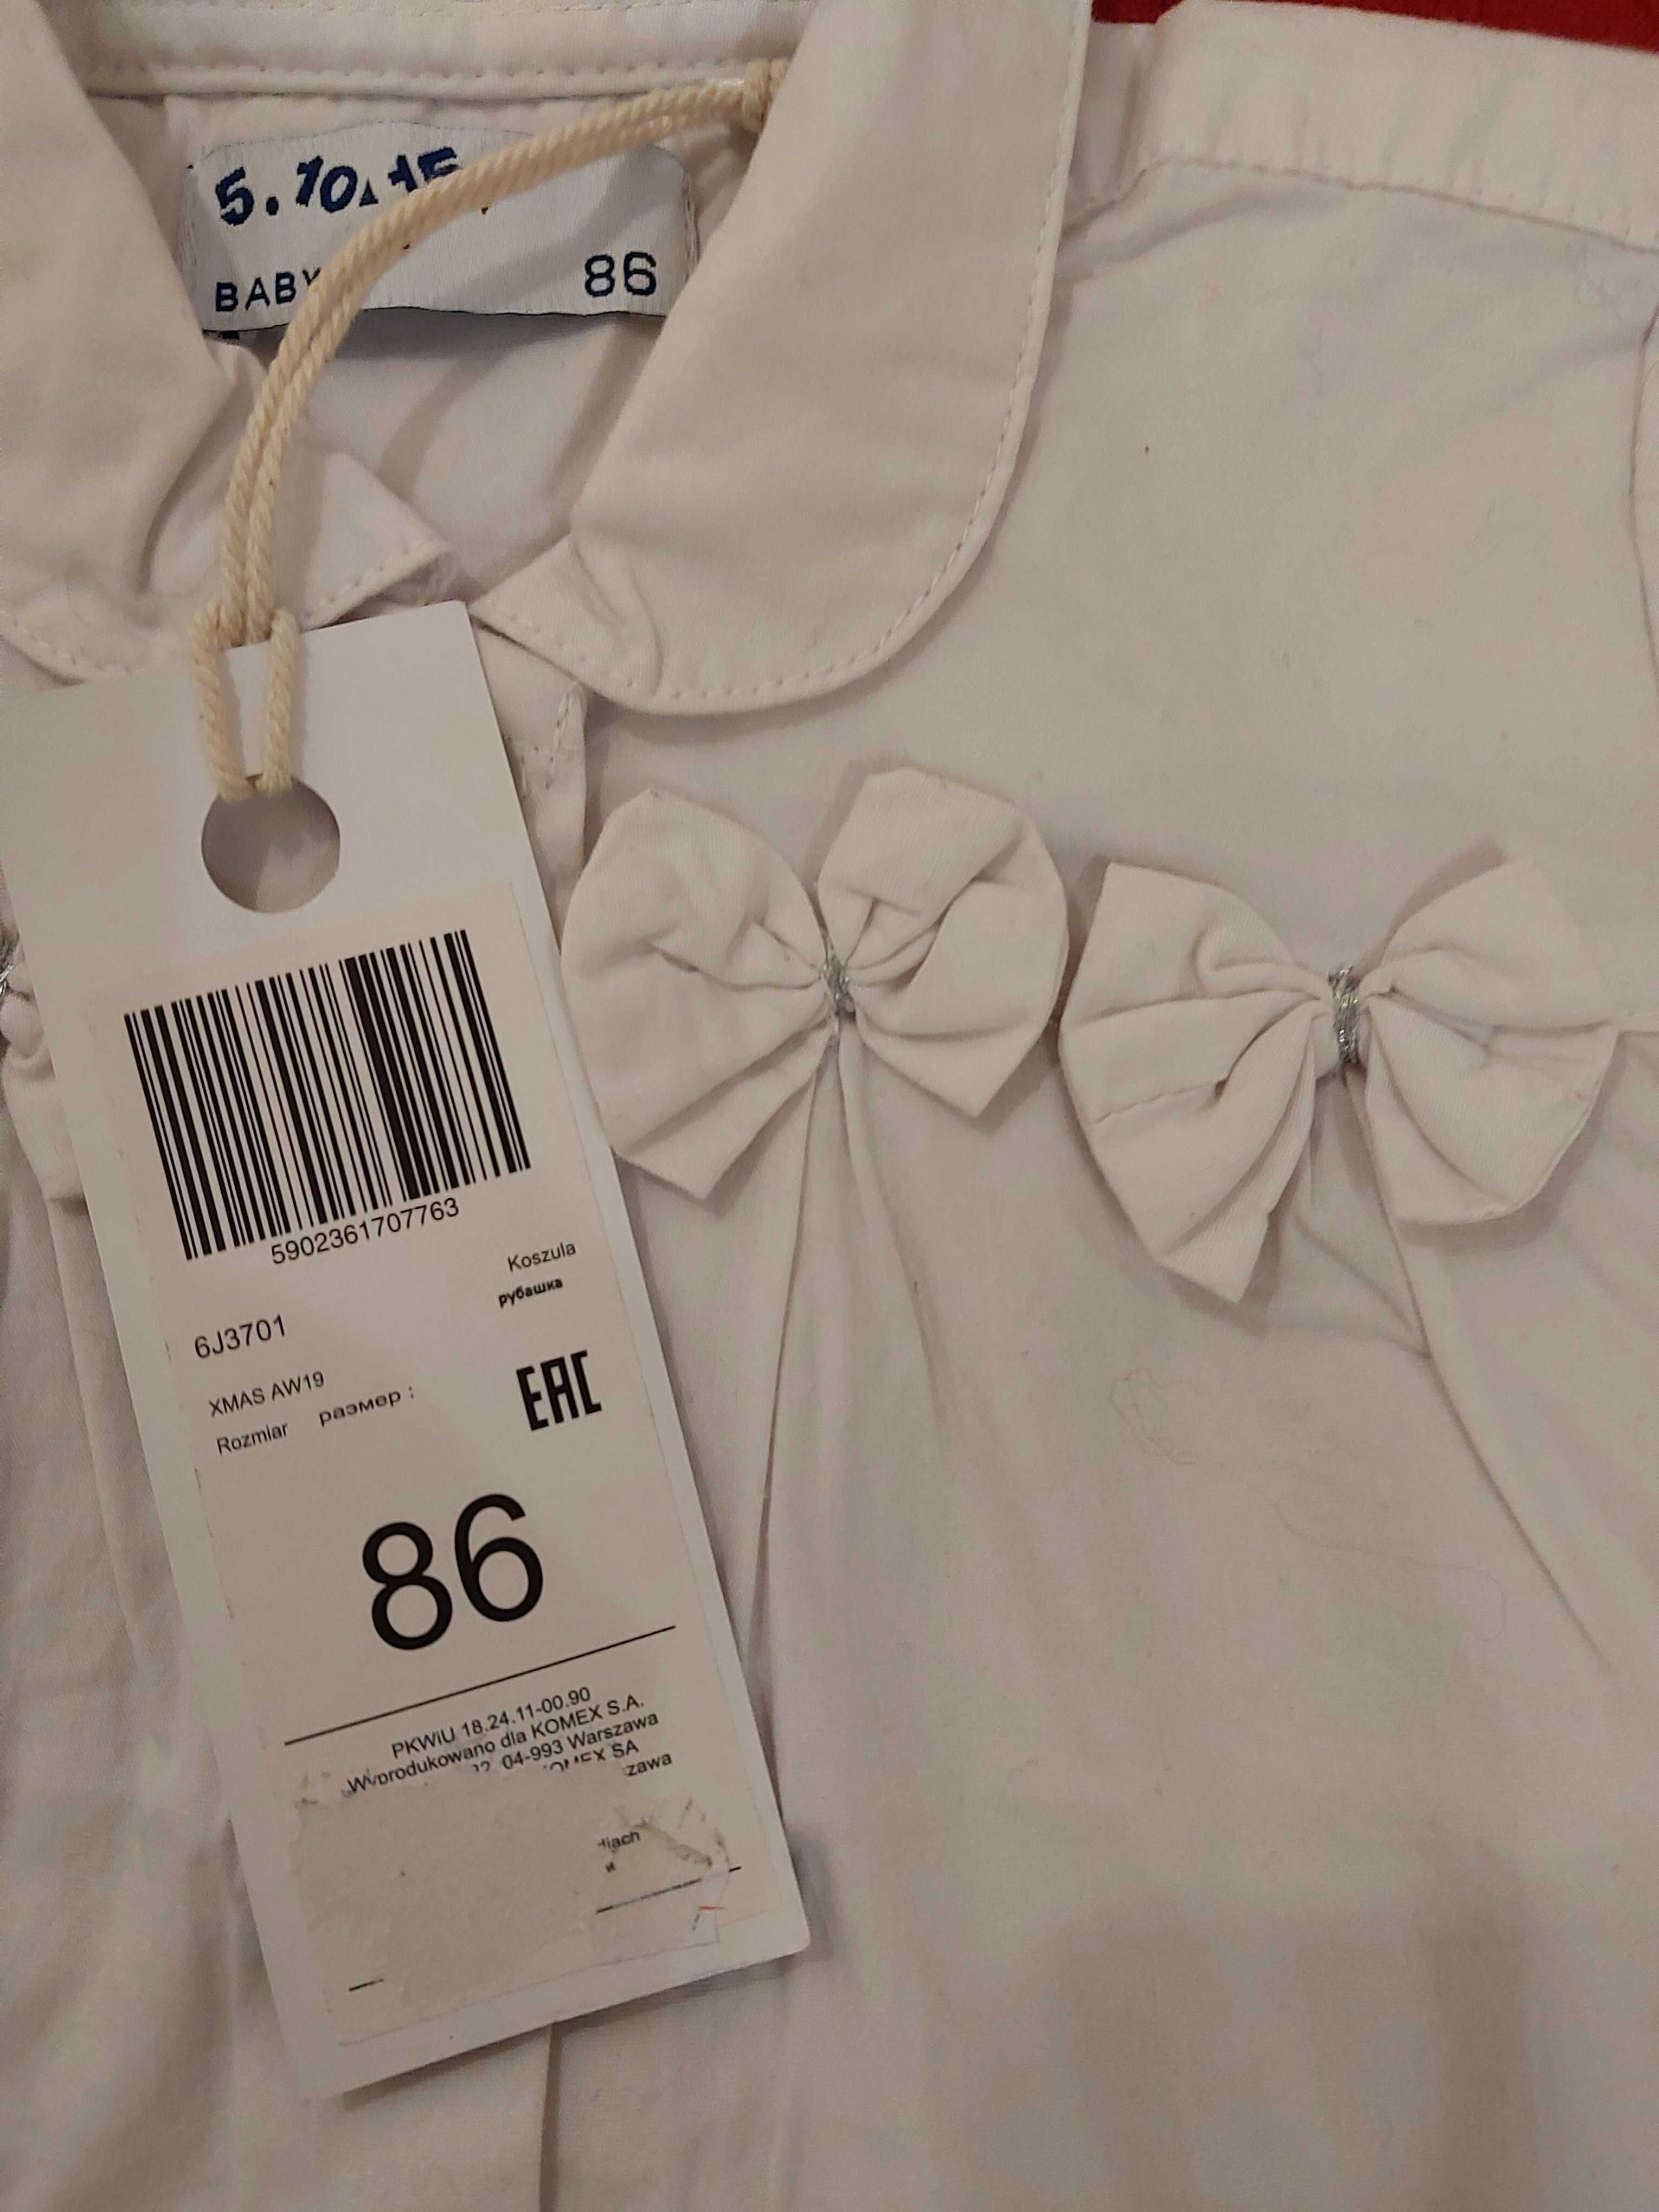 5.10.15
BABY 86
5902361707763
Koszula
рубашка
6J3701
XMAS AW19
Rozmiar размер :
EAC
86
PKWiU 18.24.11-00.90
Wyprodukowano dla KOMEX S.A.
04-993 Warszawa
KOMEX SA